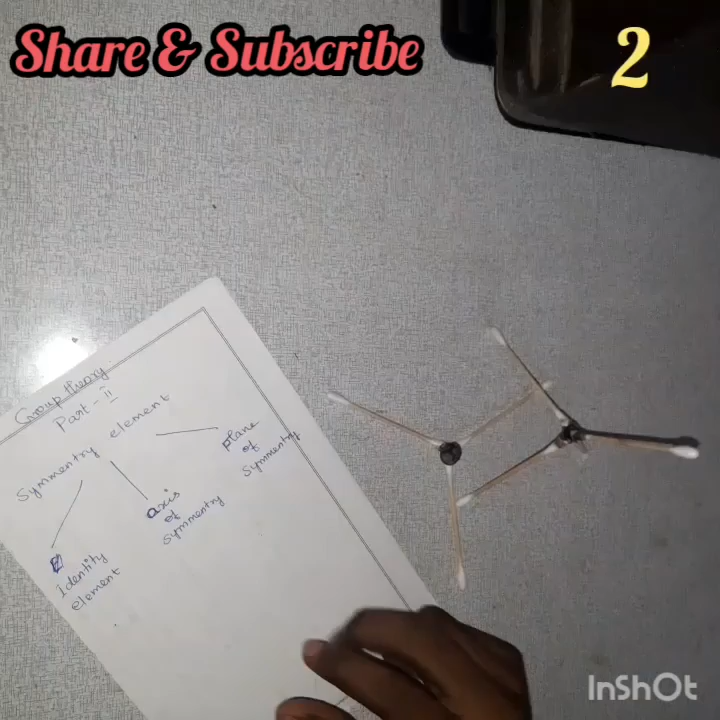 Share & Subscribe
2
Group theory
Part - II
Symmentry element
Identity
element
axis
of
symmentry
plane
of
symmentry
InShOt